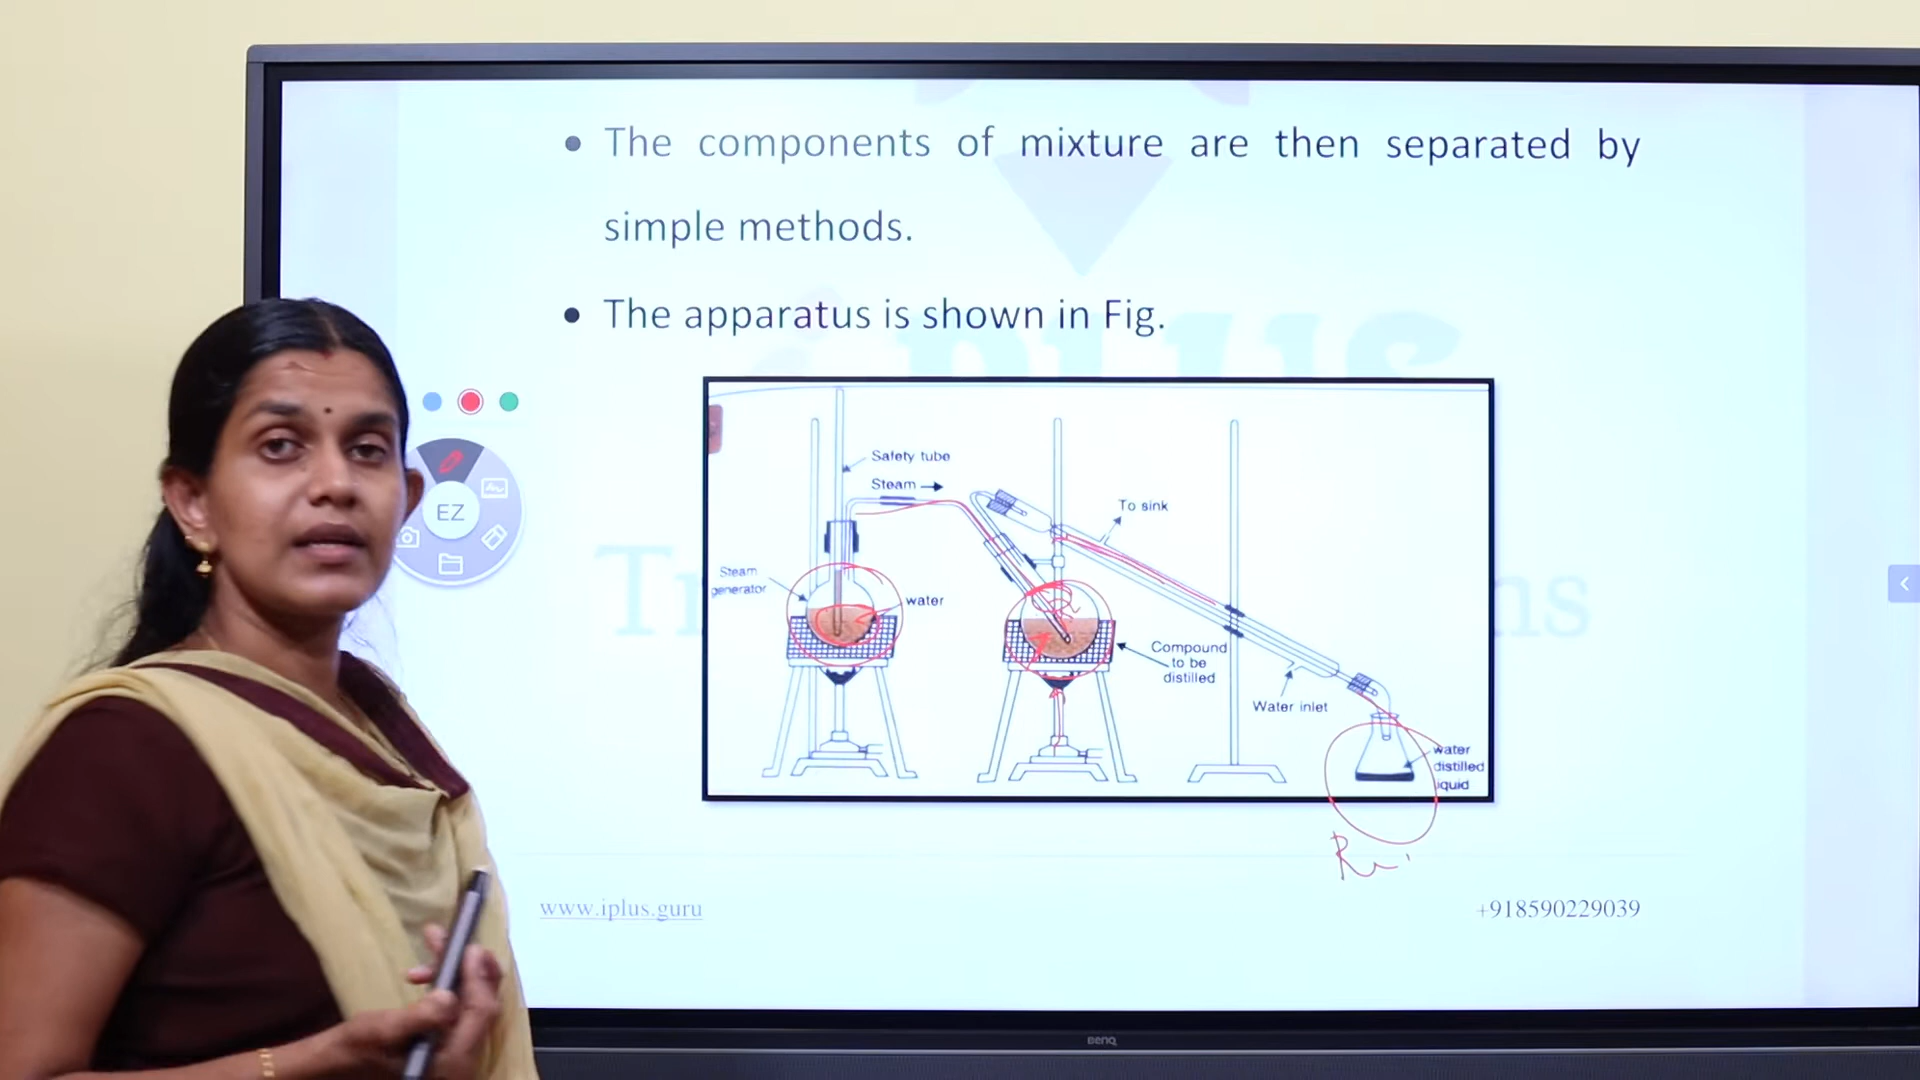 • The components of mixture are then separated by
simple methods.
• The apparatus is shown in Fig.
Safety tube
Steam
To sink
Steam
generator
water
Compound
to be
distilled
Water inlet
water
distilled
iquid
EZ
www.iplus.guru
+918590229039
BenQ